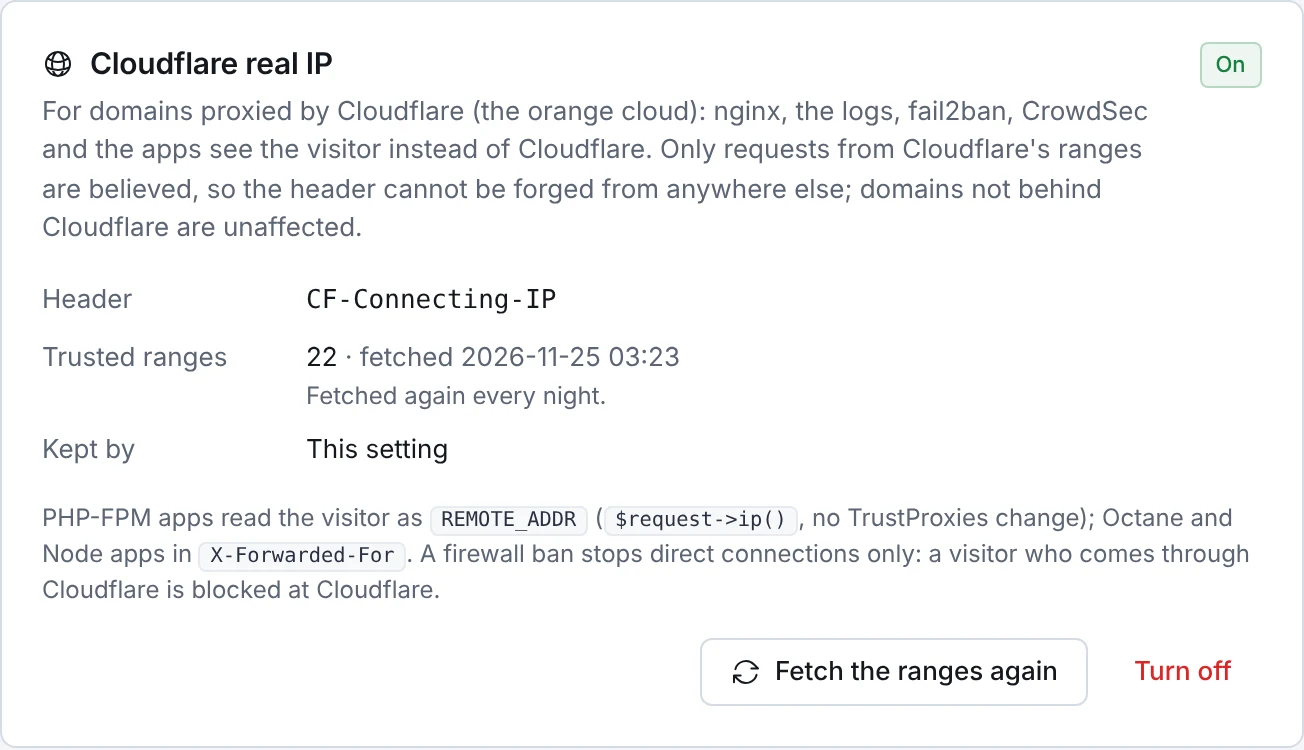 Cloudflare real IP
On
For domains proxied by Cloudflare (the orange cloud): nginx, the logs, fail2ban, CrowdSec
and the apps see the visitor instead of Cloudflare. Only requests from Cloudflare's ranges
are believed, so the header cannot be forged from anywhere else; domains not behind
Cloudflare are unaffected.
Header CF-Connecting-IP
Trusted ranges 22 · fetched 2026-11-25 03:23
Fetched again every night.
Kept by This setting
PHP-FPM apps read the visitor as REMOTE_ADDR ( $request->ip() , no TrustProxies change); Octane and
Node apps in X-Forwarded-For . A firewall ban stops direct connections only: a visitor who comes through
Cloudflare is blocked at Cloudflare.
Fetch the ranges again Turn off